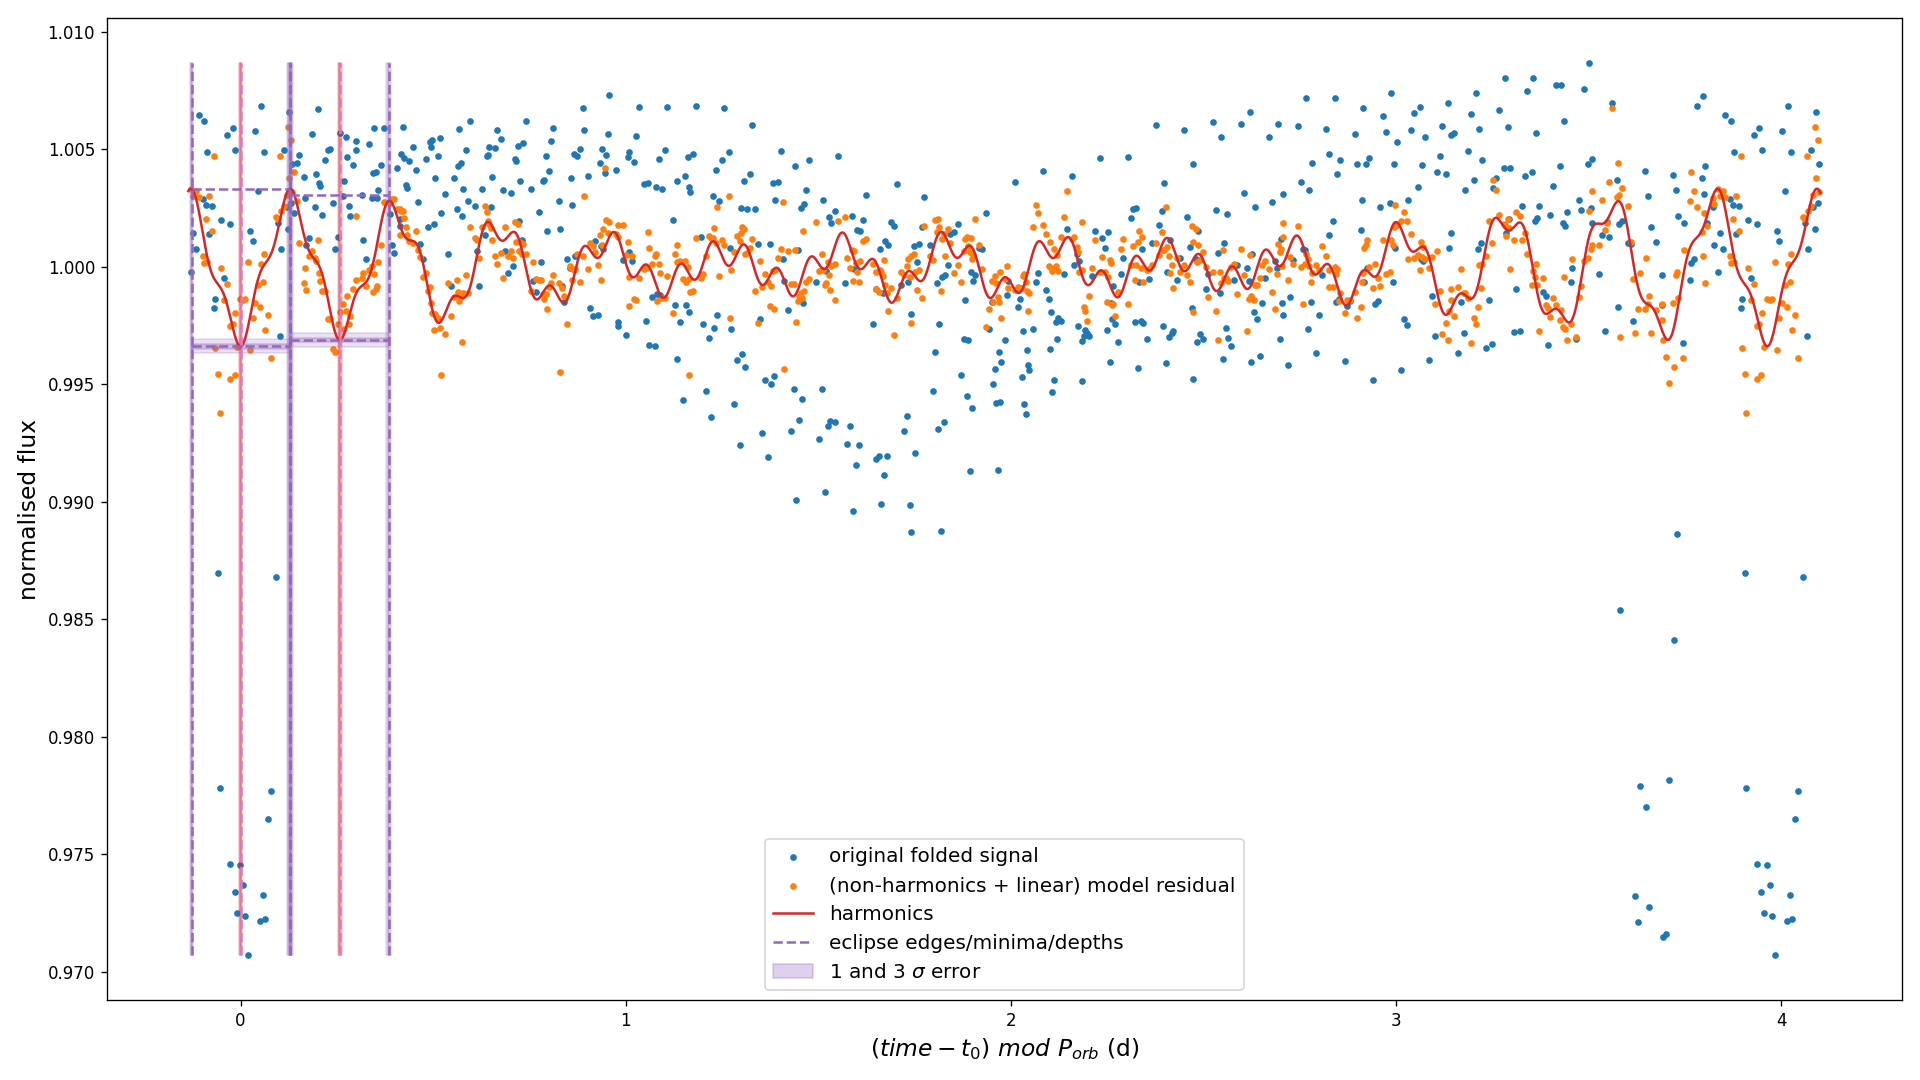 1.010
1.005
1.000
0.995
0.990
0.985
0.980
0.975
0.970
normalised flux
original folded signal
(non-harmonics + linear) model residual
harmonics
eclipse edges/minima/depths
1 and 3 σ error
0 1 2 3 4
(time − t₀) mod Pₒᵣb (d)